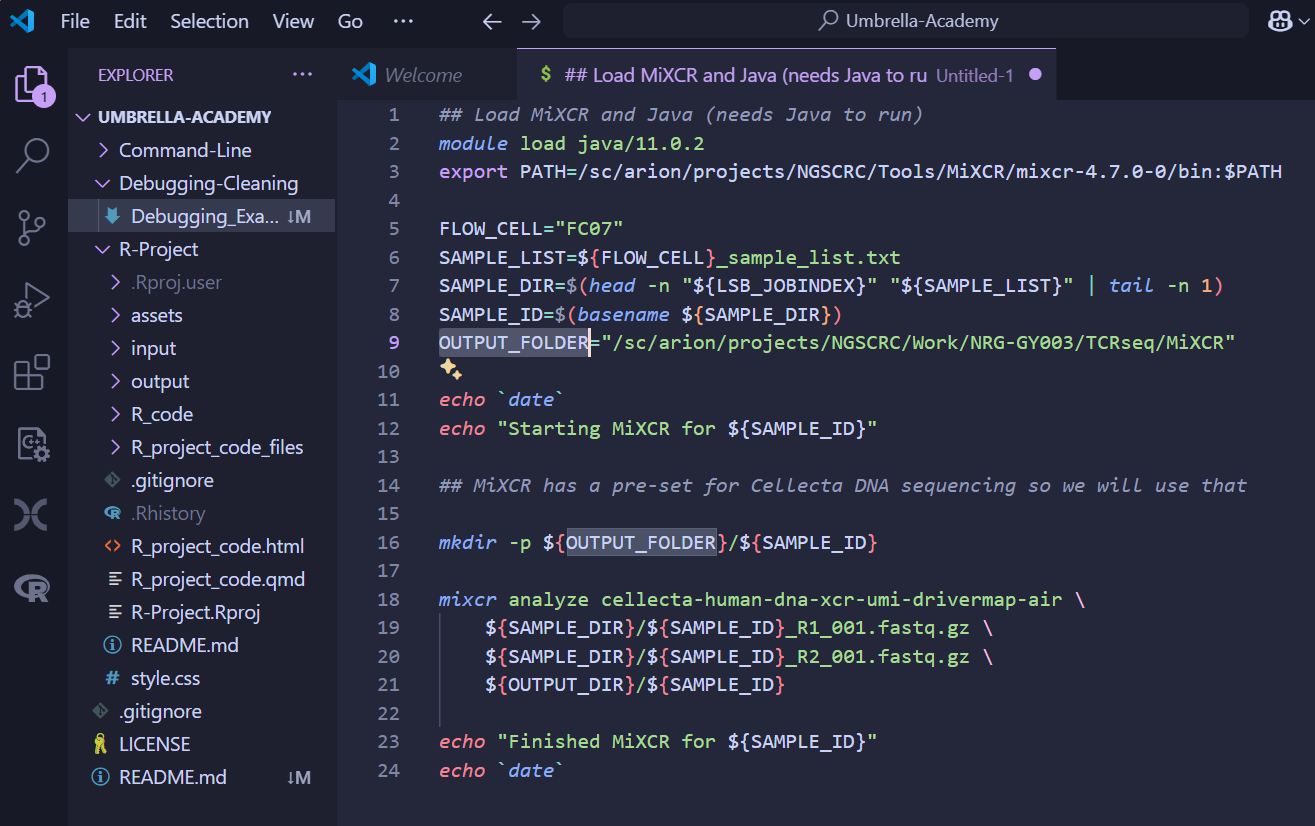 File Edit Selection View Go ··· ← → Umbrella-Academy
EXPLORER ···
1
UMBRELLA-ACADEMY
Command-Line
Debugging-Cleaning
Debugging_Exa... ↓M
R-Project
.Rproj.user
assets
input
output
R_code
R_project_code_files
.gitignore
.Rhistory
R_project_code.html
R_project_code.qmd
R-Project.Rproj
README.md
style.css
.gitignore
LICENSE
README.md ↓M
Welcome
$ ## Load MiXCR and Java (needs Java to ru Untitled-1
1 ## Load MiXCR and Java (needs Java to run)
2 module load java/11.0.2
3 export PATH=/sc/arion/projects/NGSCRC/Tools/MiXCR/mixcr-4.7.0-0/bin:$PATH
4
5 FLOW_CELL="FC07"
6 SAMPLE_LIST=${FLOW_CELL}_sample_list.txt
7 SAMPLE_DIR=$(head -n "${LSB_JOBINDEX}" "${SAMPLE_LIST}" | tail -n 1)
8 SAMPLE_ID=$(basename ${SAMPLE_DIR})
9 OUTPUT_FOLDER="/sc/arion/projects/NGSCRC/Work/NRG-GY003/TCRseq/MiXCR"
10
11 echo `date`
12 echo "Starting MiXCR for ${SAMPLE_ID}"
13
14 ## MiXCR has a pre-set for Cellecta DNA sequencing so we will use that
15
16 mkdir -p ${OUTPUT_FOLDER}/${SAMPLE_ID}
17
18 mixcr analyze cellecta-human-dna-xcr-umi-drivermap-air \
19 ${SAMPLE_DIR}/${SAMPLE_ID}_R1_001.fastq.gz \
20 ${SAMPLE_DIR}/${SAMPLE_ID}_R2_001.fastq.gz \
21 ${OUTPUT_DIR}/${SAMPLE_ID}
22
23 echo "Finished MiXCR for ${SAMPLE_ID}"
24 echo `date`